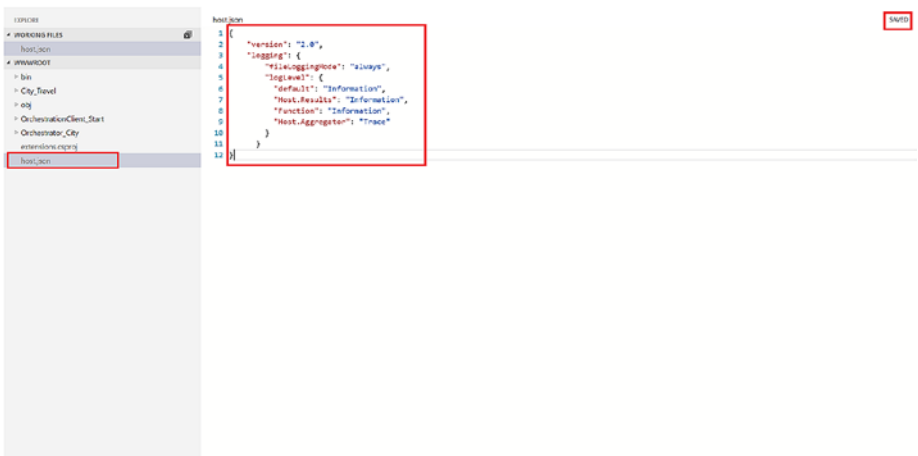 EXPLORE
WORKING FILES
host.json
WWWROOT
bin
City_Travel
obj
OrchestrationClient_Start
Orchestrator_City
extensions.csproj
host.json
host.json
SAVED
1 {
2 "version": "2.0",
3 "logging": {
4 "fileLoggingMode": "always",
5 "logLevel": {
6 "default": "Information",
7 "Host.Results": "Information",
8 "Function": "Information",
9 "Host.Aggregator": "Trace"
10 }
11 }
12 }